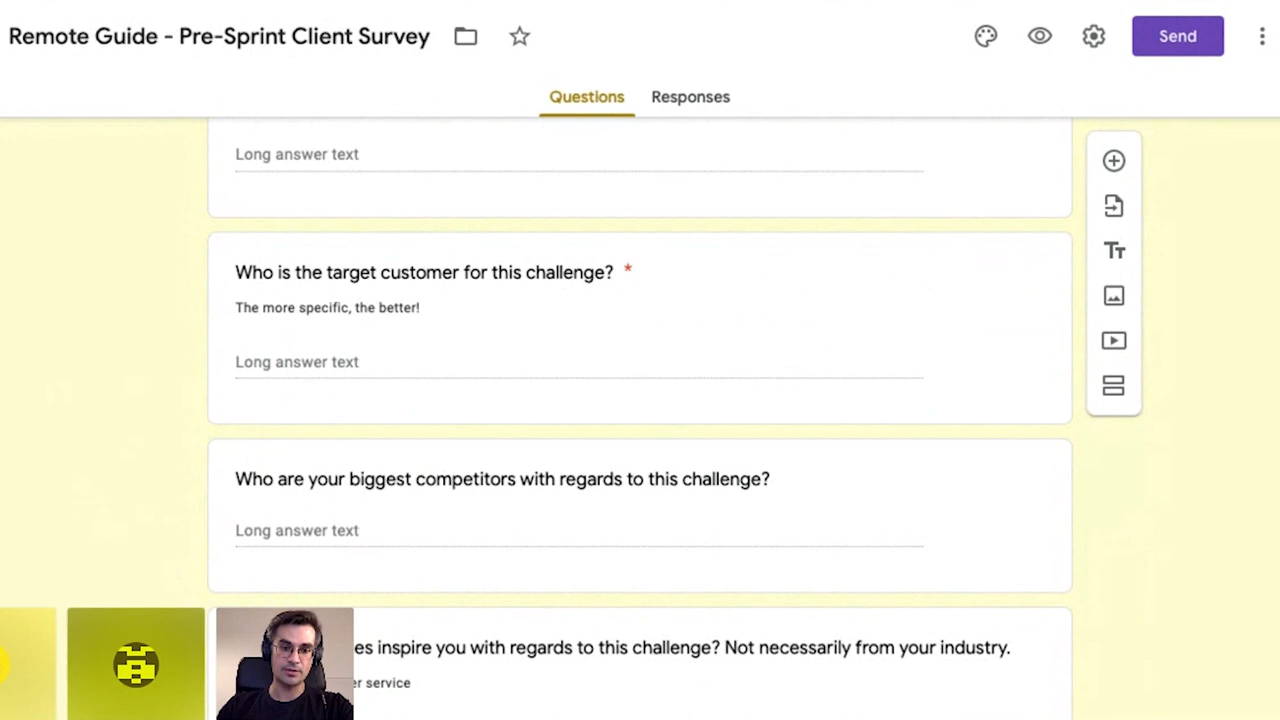 Remote Guide - Pre-Sprint Client Survey
Send
Questions
Responses
Long answer text
Who is the target customer for this challenge? *
The more specific, the better!
Long answer text
Who are your biggest competitors with regards to this challenge?
Long answer text
inspire you with regards to this challenge? Not necessarily from your industry.
service